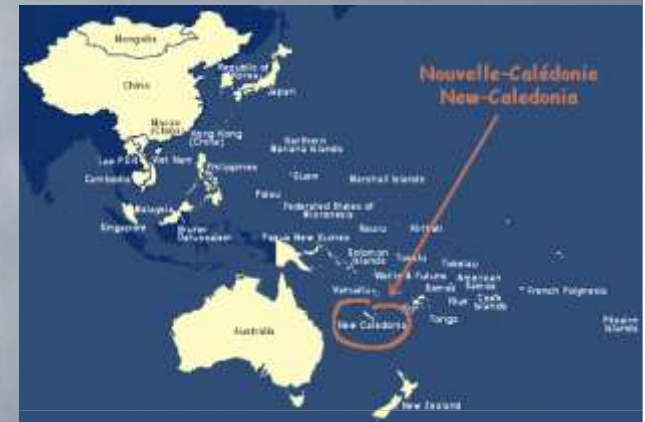 Mongolia
Nouvelle-Calédonie
New-Caledonia
Republic of
Korea
China
Japan
Macao
(China)
Hong Kong
(China)
Northern
Mariana Islands
Lao PDR
Viet Nam
Philippines
Guam
Marshall Islands
Cambodia
Palau
Malaysia
Federated States of
Micronesia
Singapore
Brunei
Darussalam
Nauru
Kiribati
Papua New Guinea
Solomon
Islands
Tuvalu
Tokelau
Wallis & Futuna
American
Samoa
Samoa
Vanuatu
Niue
Cook
Islands
French Polynesia
Tonga
Pitcairn
Islands
Australia
New Caledonia
New Zealand